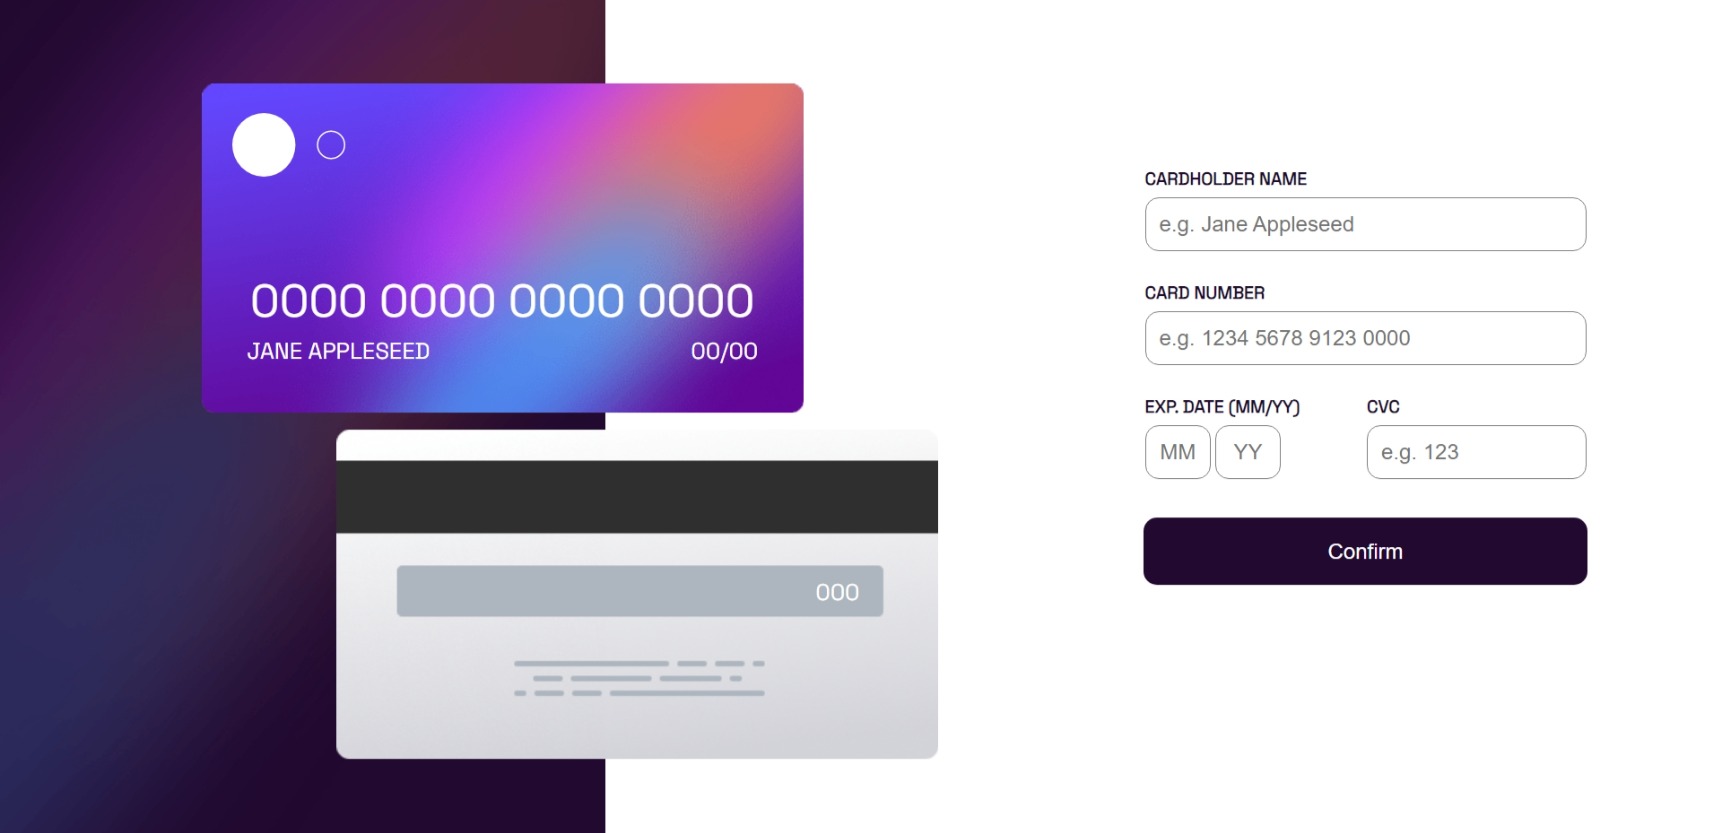 0000 0000 0000 0000
JANE APPLESEED 00/00
000
CARDHOLDER NAME
e.g. Jane Appleseed
CARD NUMBER
e.g. 1234 5678 9123 0000
EXP. DATE (MM/YY) CVC
MM YY e.g. 123
Confirm